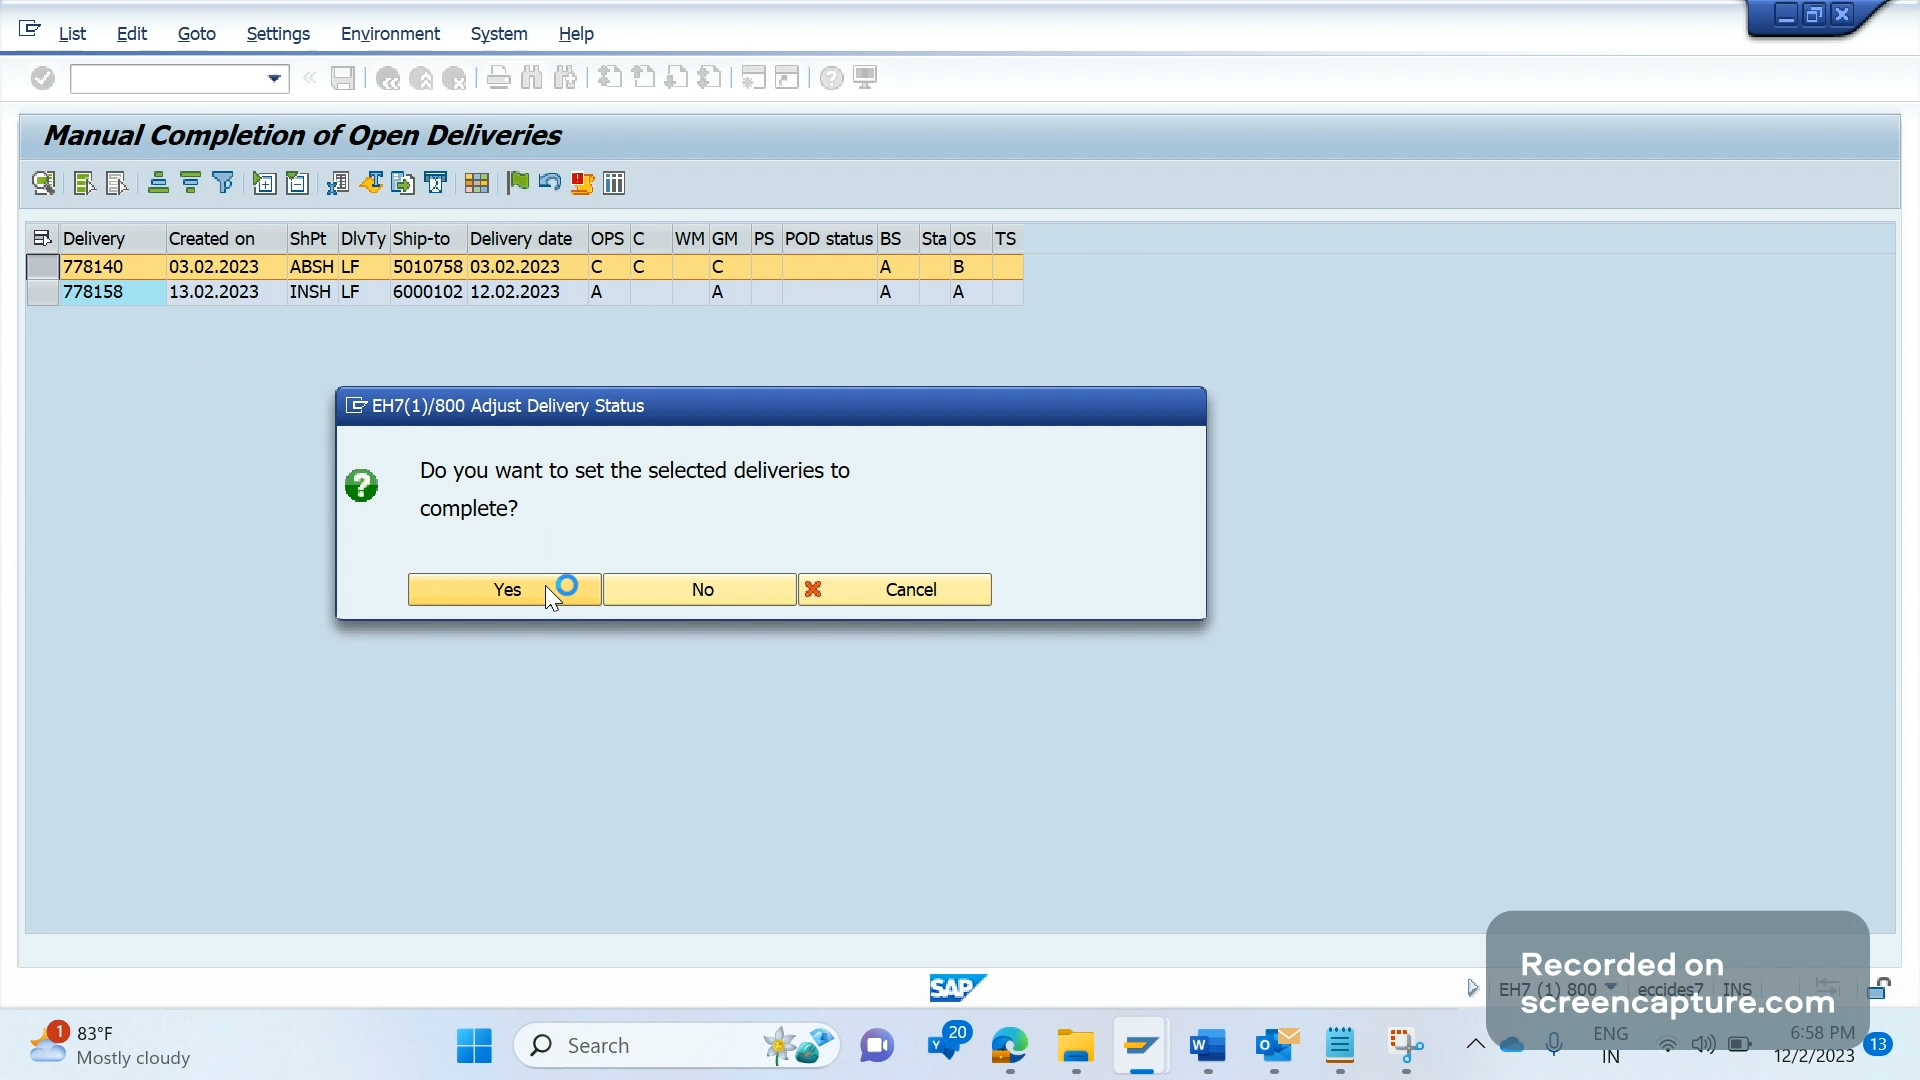 List Edit Goto Settings Environment System Help
Manual Completion of Open Deliveries
Delivery Created on ShPt DlvTy Ship-to Delivery date OPS C WM GM PS POD status BS Sta OS TS
778140 03.02.2023 ABSH LF 5010758 03.02.2023 C C C A B
778158 13.02.2023 INSH LF 6000102 12.02.2023 A A A A
EH7(1)/800 Adjust Delivery Status
Do you want to set the selected deliveries to
complete?
Yes No Cancel
SAP
EH7 (1) 800 eccides7 INS
Recorded on
screencapture.com
1 83°F
Mostly cloudy
Search
20
ENG
IN
6:58 PM
12/2/2023
13